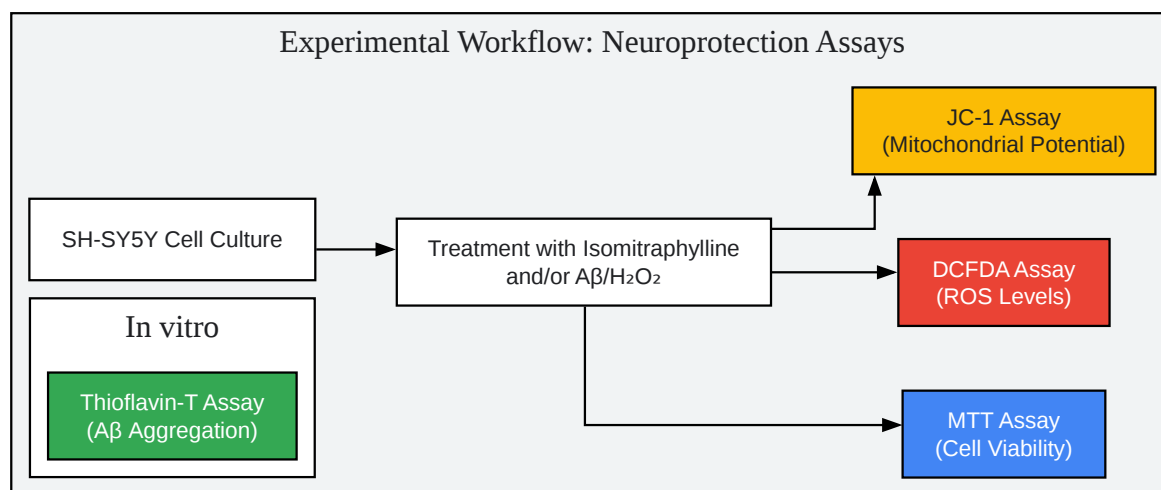 Experimental Workflow: Neuroprotection Assays
JC-1 Assay
(Mitochondrial Potential)
SH-SY5Y Cell Culture
Treatment with Isomitraphylline
and/or Aβ/H₂O₂
DCFDA Assay
(ROS Levels)
In vitro
Thioflavin-T Assay
(Aβ Aggregation)
MTT Assay
(Cell Viability)